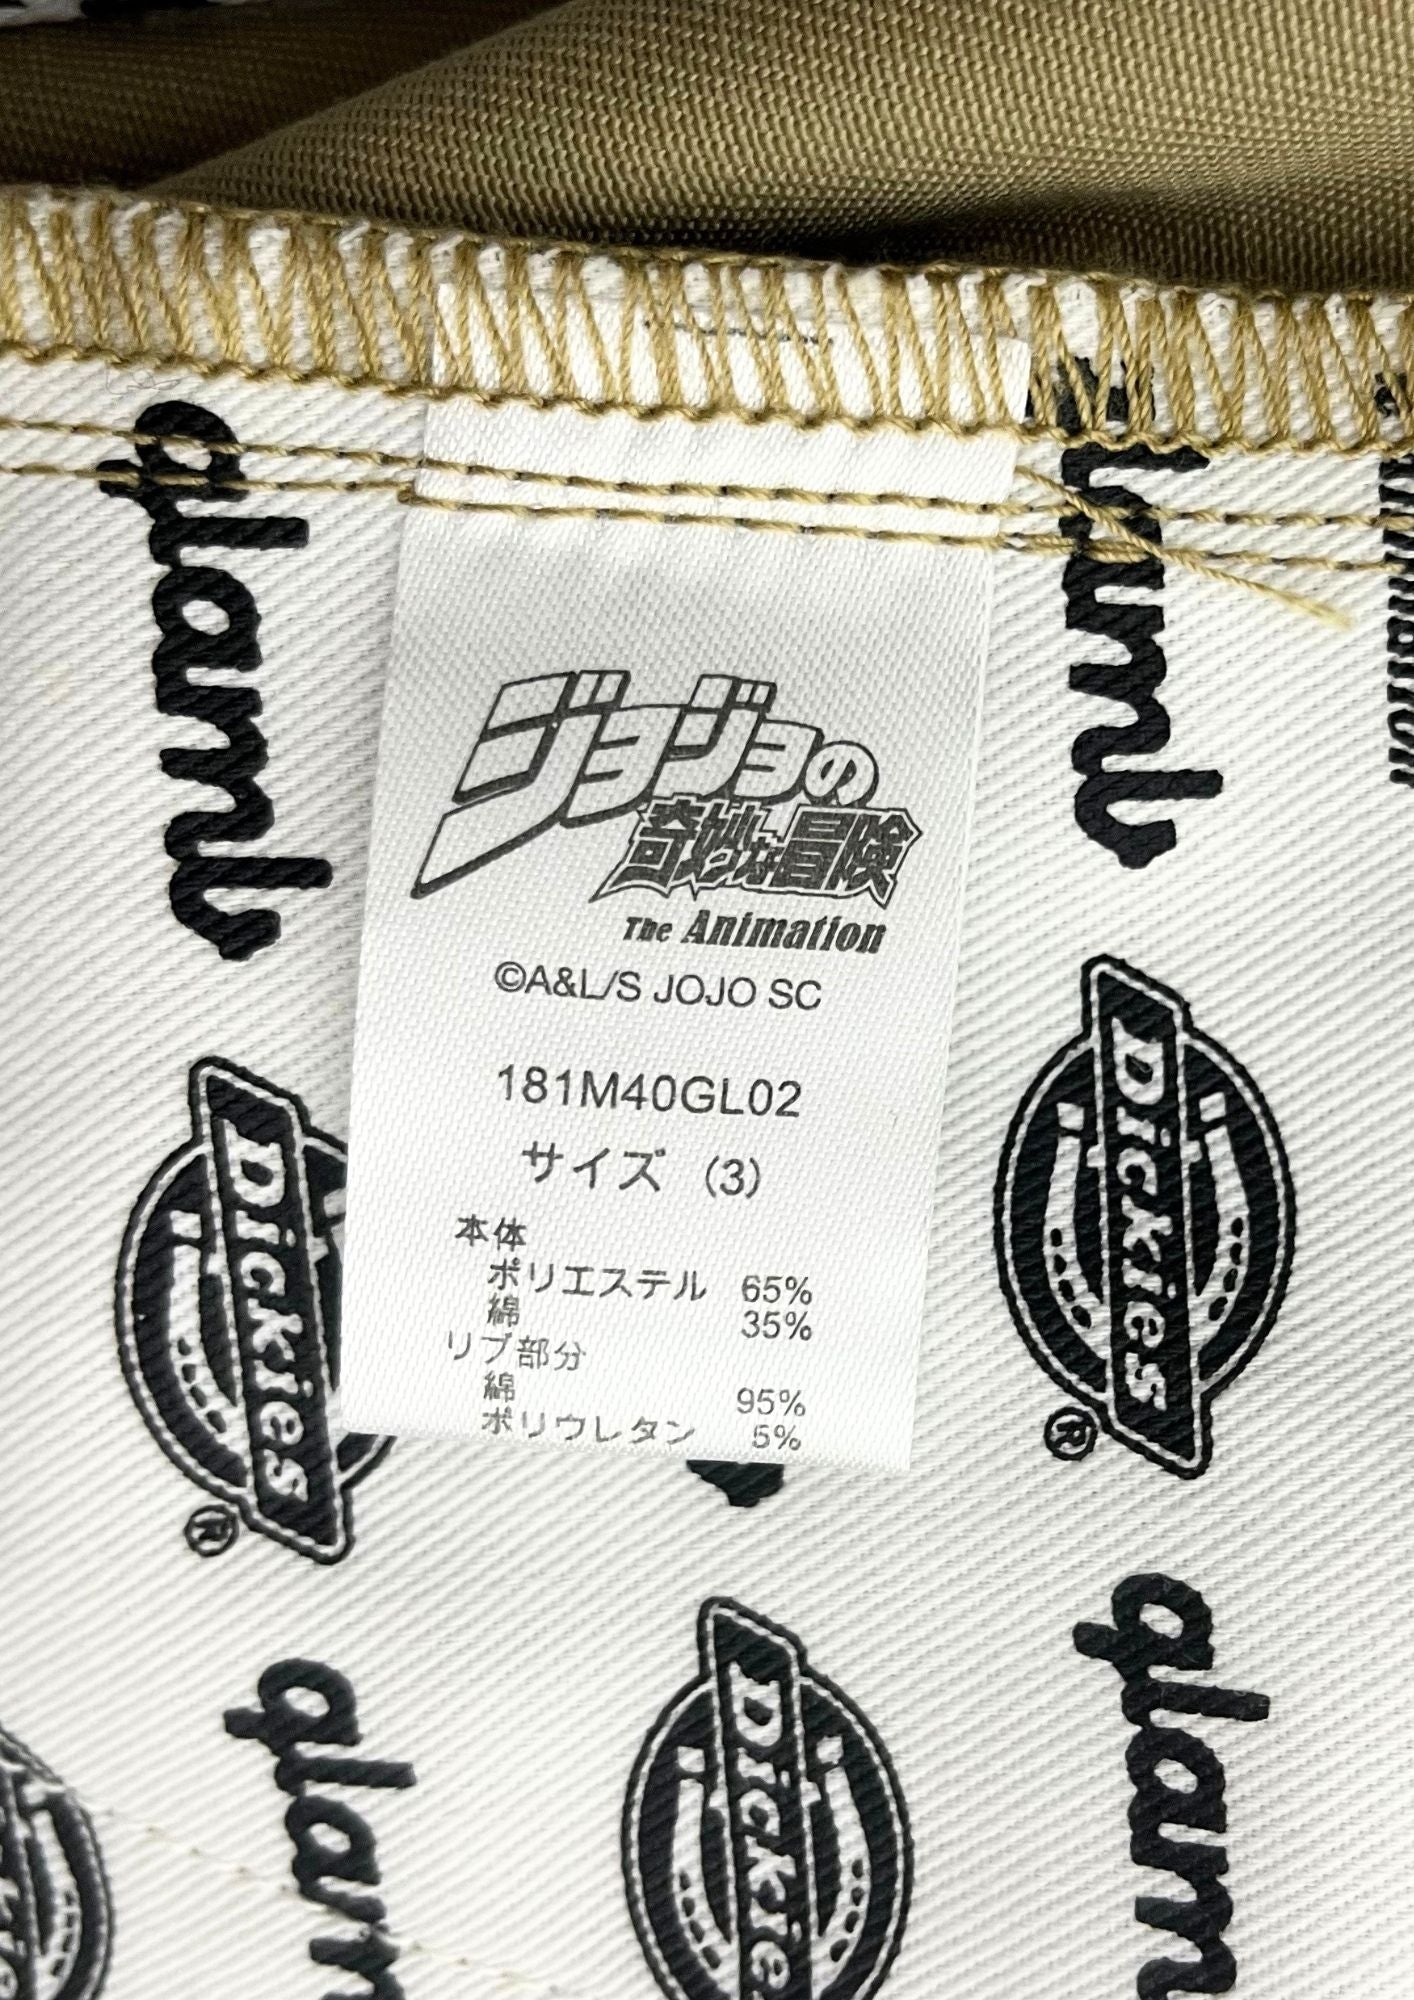 glamb
glamb
Animation
ジョジョの
奇妙な冒険
The Animation
©A&L/S JOJO SC
181M40GL02
サイズ (3)
本体
ポリエステル 65%
綿 35%
リブ部分
綿 95%
ポリウレタン 5%
Dickies
®
Dickies
®
glamb
Dickies
glamb